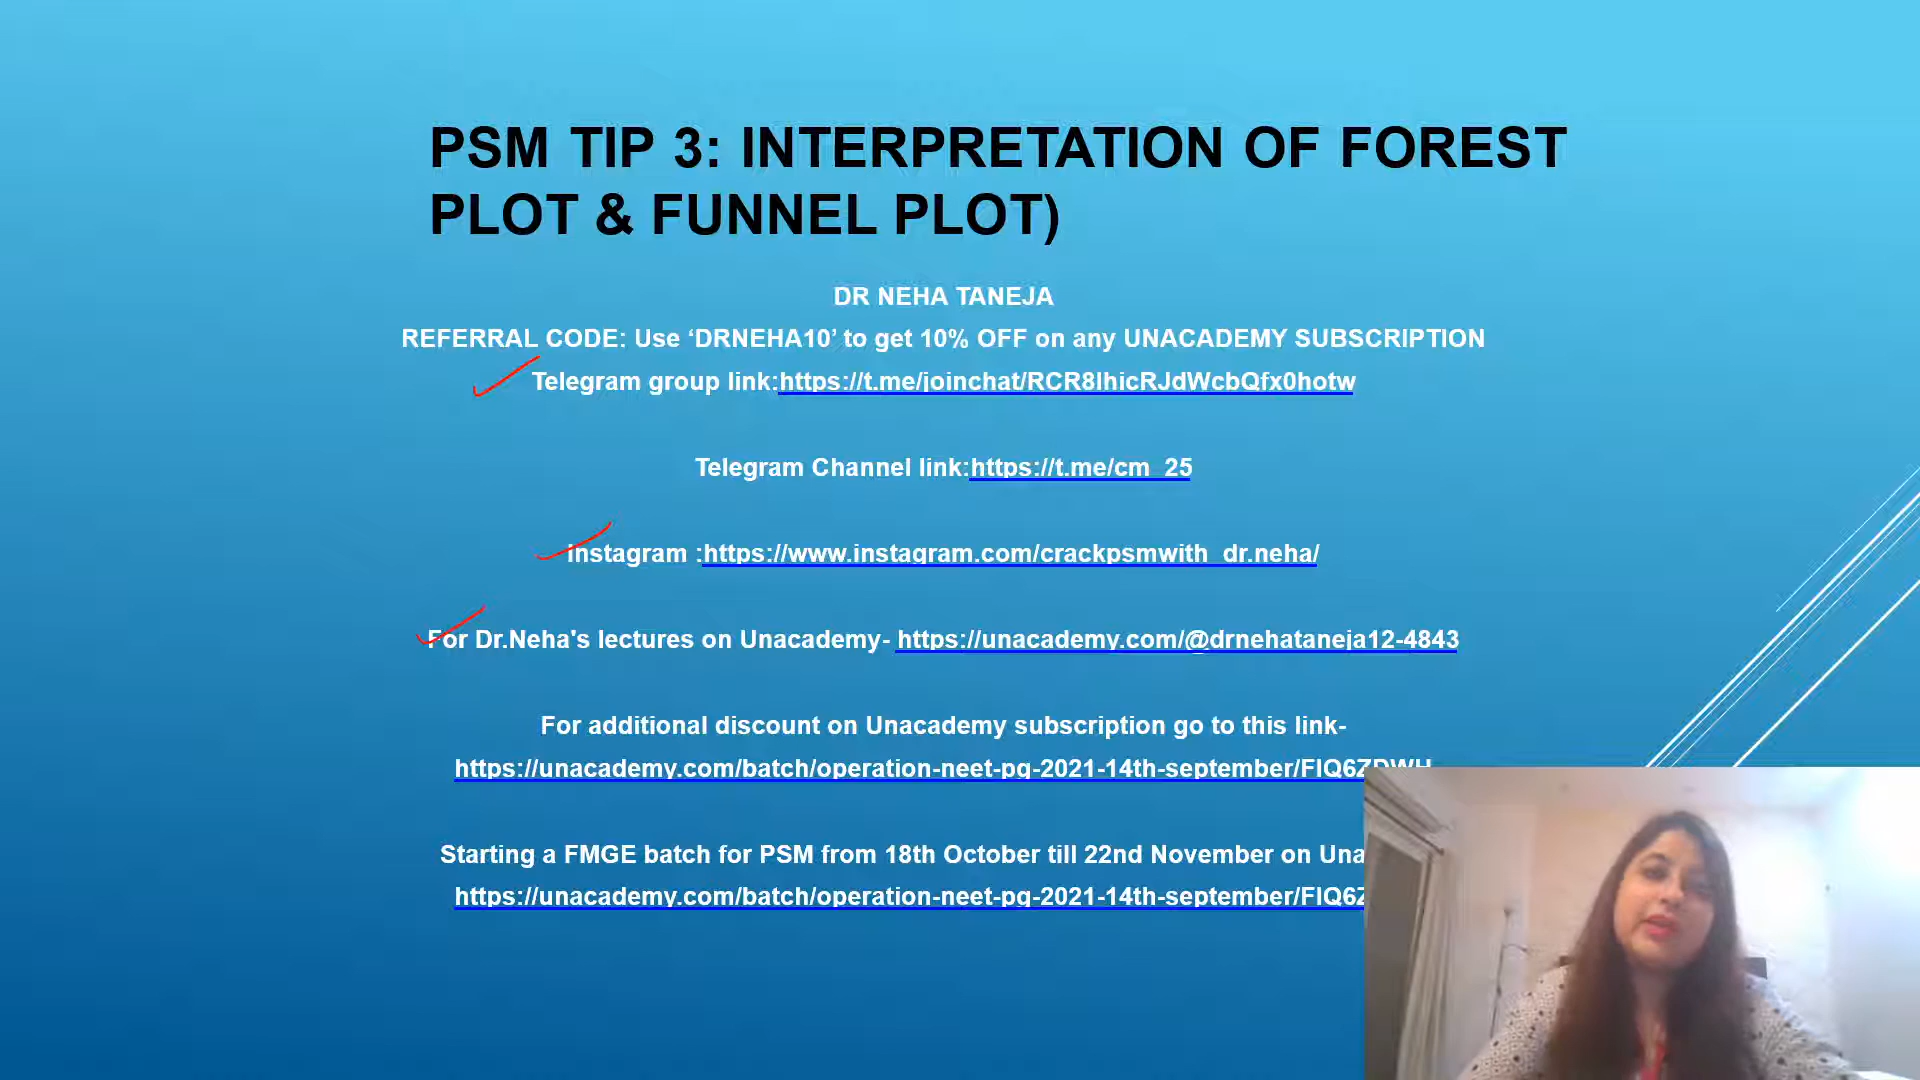 PSM TIP 3: INTERPRETATION OF FOREST
PLOT & FUNNEL PLOT)
DR NEHA TANEJA
REFERRAL CODE: Use ‘DRNEHA10’ to get 10% OFF on any UNACADEMY SUBSCRIPTION
Telegram group link:https://t.me/joinchat/RCR8IhicRJdWcbQfx0hotw
Telegram Channel link:https://t.me/cm_25
instagram :https://www.instagram.com/crackpsmwith_dr.neha/
For Dr.Neha's lectures on Unacademy- https://unacademy.com/@drnehataneja12-4843
For additional discount on Unacademy subscription go to this link-
https://unacademy.com/batch/operation-neet-pg-2021-14th-september/FIQ6ZDWH
Starting a FMGE batch for PSM from 18th October till 22nd November on Una
https://unacademy.com/batch/operation-neet-pg-2021-14th-september/FIQ6Z